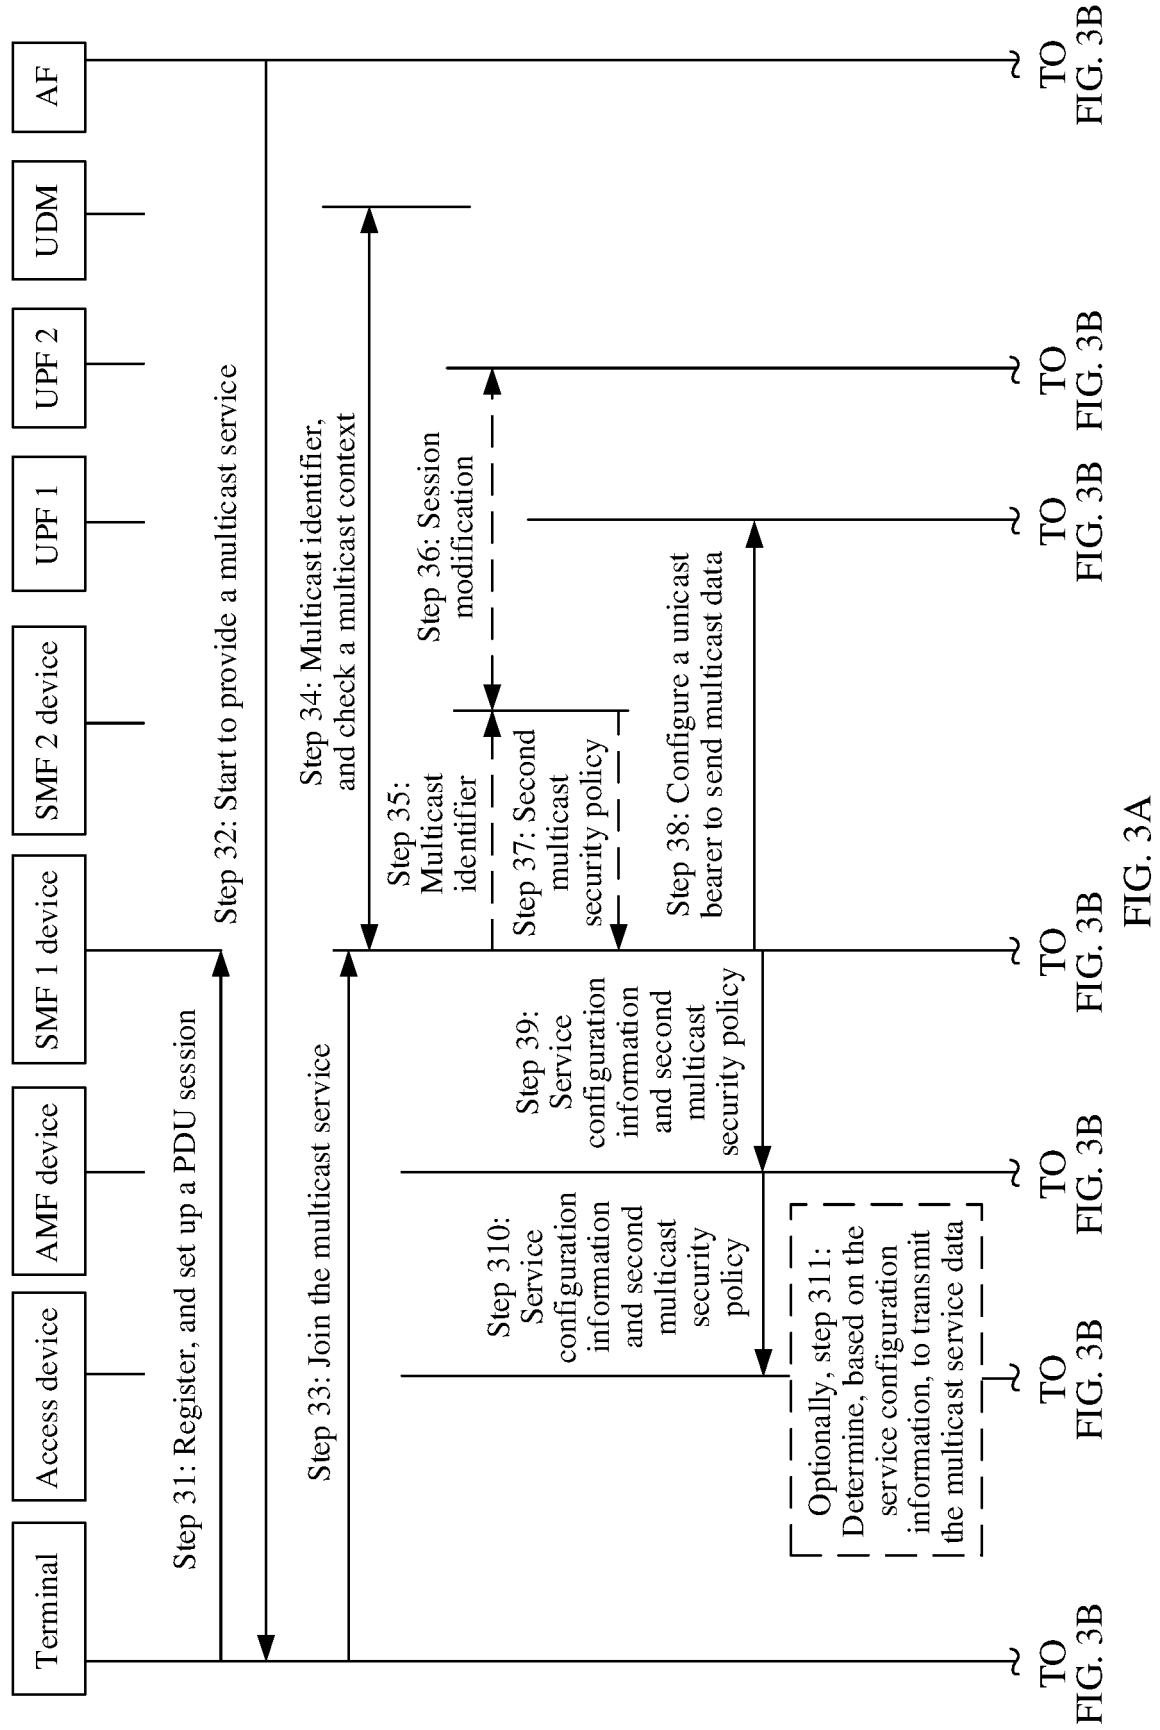 Terminal
Access device
AMF device
SMF 1 device
SMF 2 device
UPF 1
UPF 2
UDM
AF
Step 31: Register, and set up a PDU session
Step 32: Start to provide a multicast service
Step 33: Join the multicast service
Step 34: Multicast identifier,
and check a multicast context
Step 35:
Multicast
identifier
Step 36: Session
modification
Step 37: Second
multicast
security policy
Step 38: Configure a unicast
bearer to send multicast data
Step 39:
Service
configuration
information
and second
multicast
security policy
Step 310:
Service
configuration
information
and second
multicast
security
policy
Optionally, step 311:
Determine, based on the
service configuration
information, to transmit
the multicast service data
TO
FIG. 3B
TO
FIG. 3B
TO
FIG. 3B
TO
FIG. 3B
TO
FIG. 3B
TO
FIG. 3B
TO
FIG. 3B
FIG. 3A